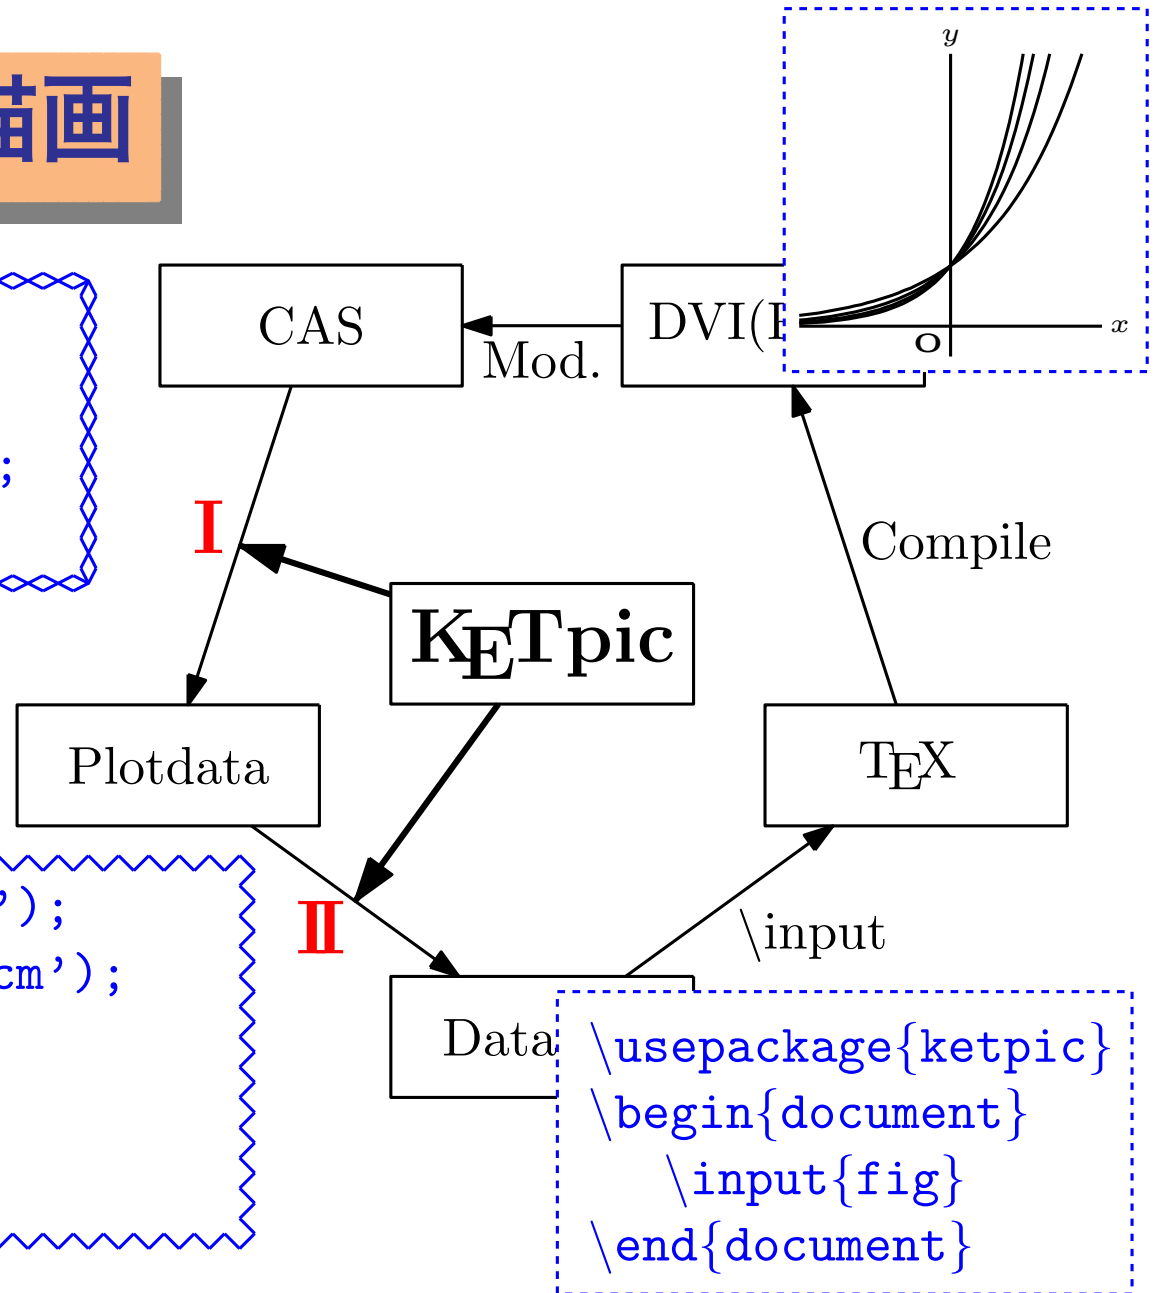 描画
y
x
O
CAS
DVI(
Mod.
;
I
Compile
KETpic
Plotdata
TEX
');
II
\input
cm');
Data
\usepackage{ketpic}
\begin{document}
\input{fig}
\end{document}